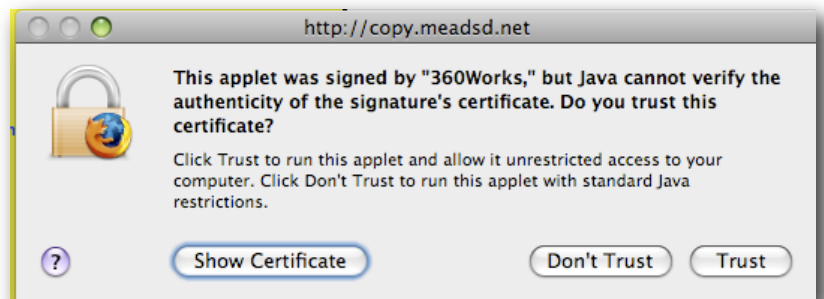 http://copy.meadsd.net
This applet was signed by "360Works," but Java cannot verify the
authenticity of the signature's certificate. Do you trust this
certificate?
Click Trust to run this applet and allow it unrestricted access to your
computer. Click Don't Trust to run this applet with standard Java
restrictions.
? Show Certificate Don't Trust Trust